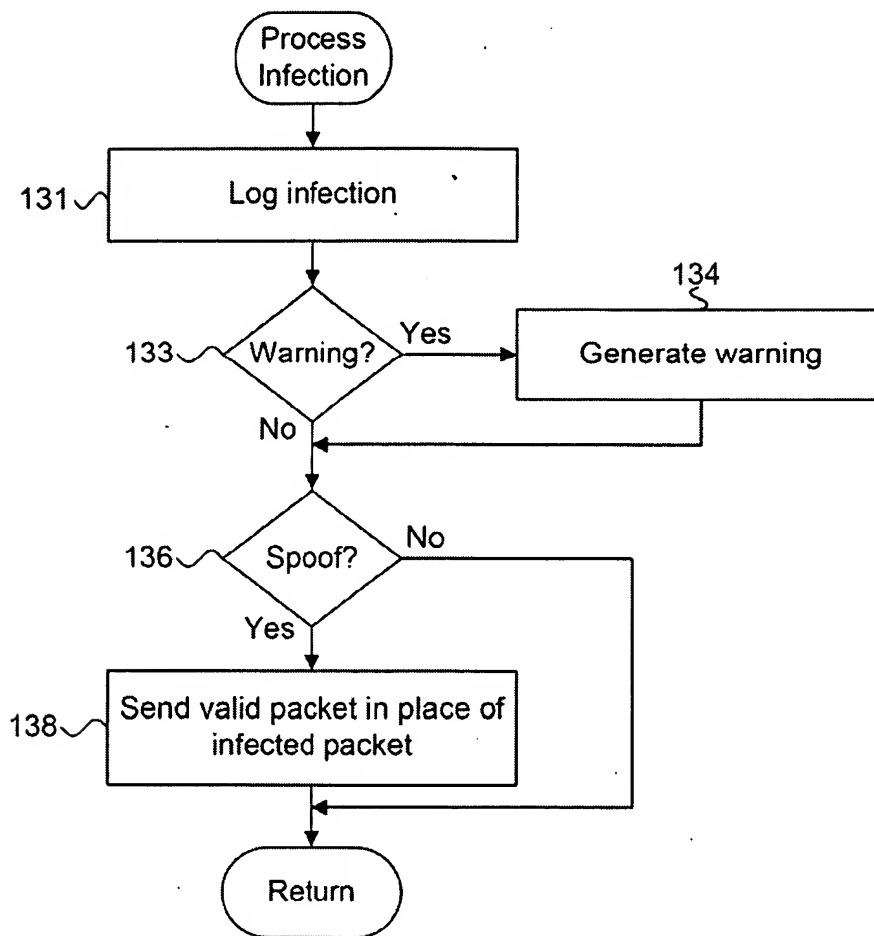 Process
Infection
131
Log infection
134
133
Warning?
Yes
Generate warning
No
136
Spoof?
No
Yes
138
Send valid packet in place of
infected packet
Return